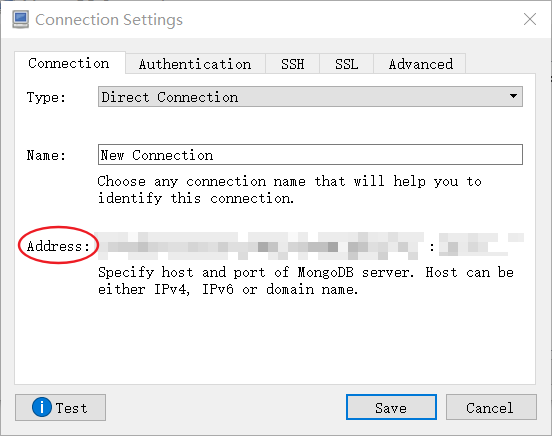 Connection Settings
Connection Authentication SSH SSL Advanced
Type: Direct Connection
Name: New Connection
Choose any connection name that will help you to
identify this connection.
Address: :
Specify host and port of MongoDB server. Host can be
either IPv4, IPv6 or domain name.
Test Save Cancel